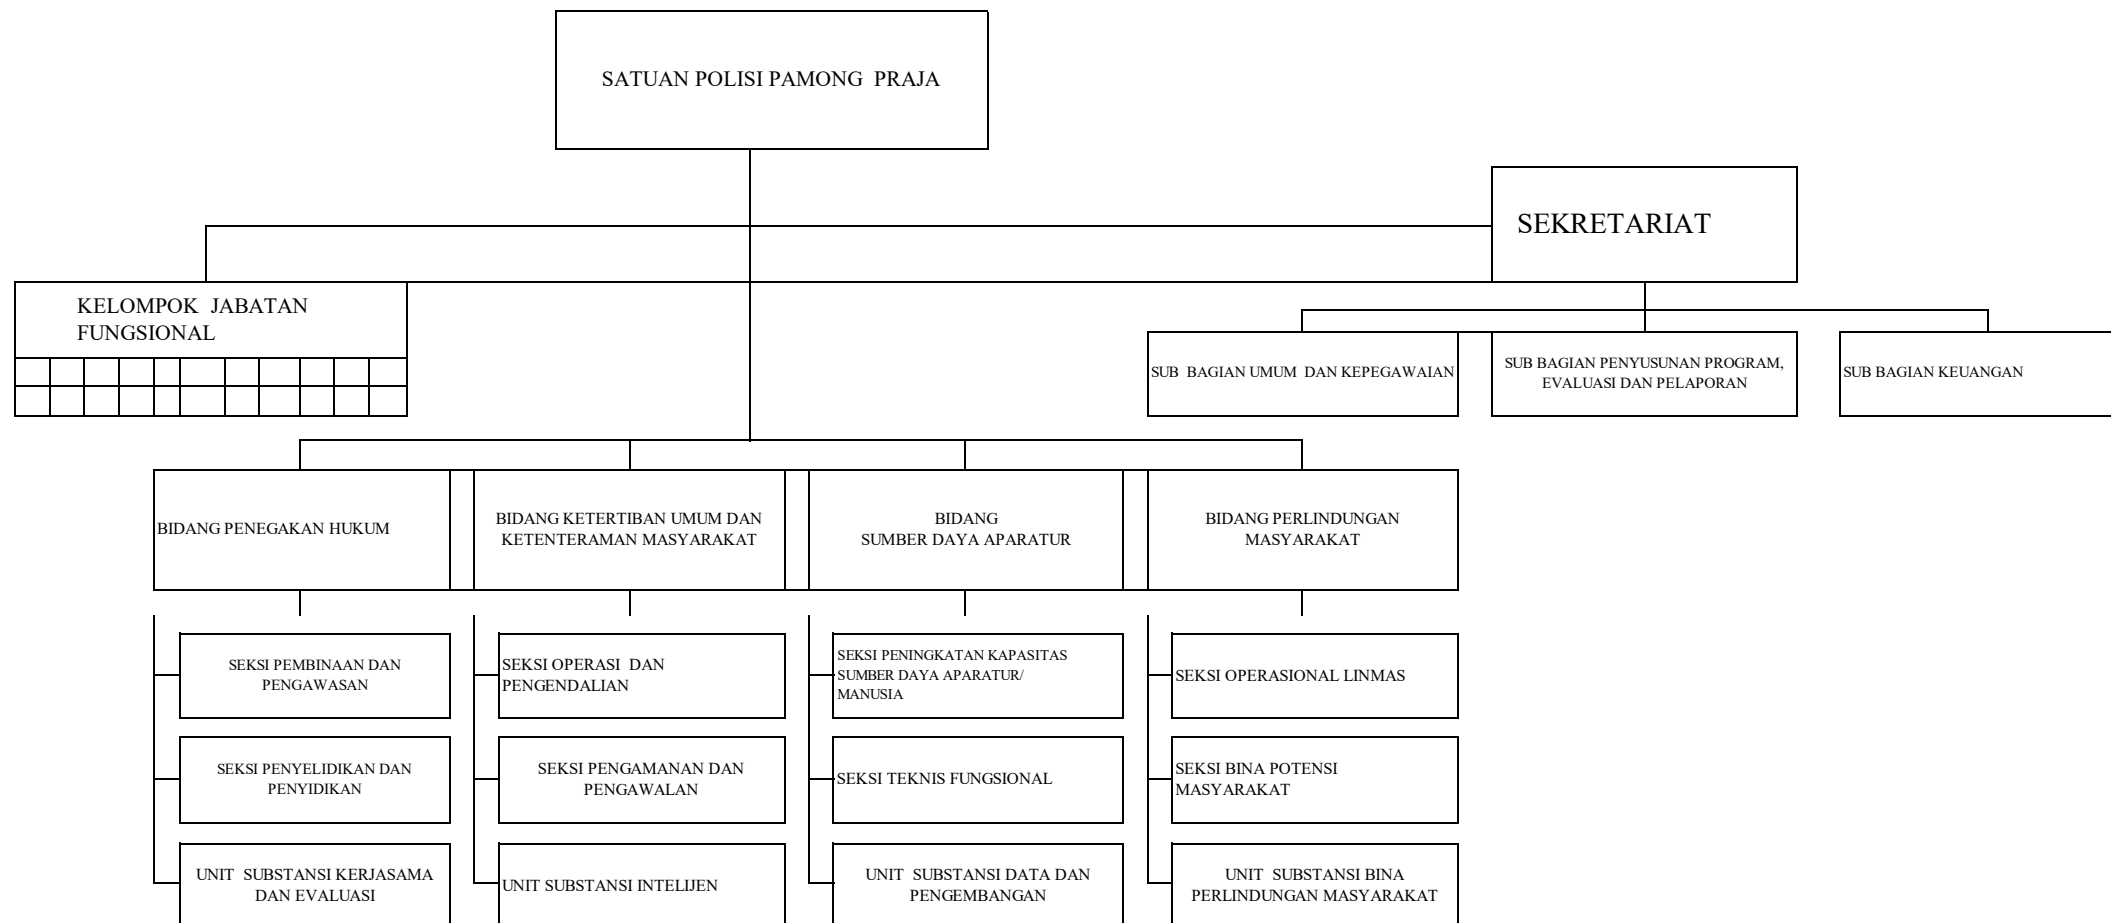 SATUAN POLISI PAMONG PRAJA
SEKRETARIAT
KELOMPOK JABATAN
FUNGSIONAL
SUB BAGIAN UMUM DAN KEPEGAWAIAN
SUB BAGIAN PENYUSUNAN PROGRAM,
EVALUASI DAN PELAPORAN
SUB BAGIAN KEUANGAN
BIDANG PENEGAKAN HUKUM
BIDANG KETERTIBAN UMUM DAN
KETENTERAMAN MASYARAKAT
BIDANG
SUMBER DAYA APARATUR
BIDANG PERLINDUNGAN
MASYARAKAT
SEKSI PEMBINAAN DAN
PENGAWASAN
SEKSI OPERASI DAN
PENGENDALIAN
SEKSI PENINGKATAN KAPASITAS
SUMBER DAYA APARATUR/
MANUSIA
SEKSI OPERASIONAL LINMAS
SEKSI PENYELIDIKAN DAN
PENYIDIKAN
SEKSI PENGAMANAN DAN
PENGAWALAN
SEKSI TEKNIS FUNGSIONAL
SEKSI BINA POTENSI
MASYARAKAT
UNIT SUBSTANSI KERJASAMA
DAN EVALUASI
UNIT SUBSTANSI INTELIJEN
UNIT SUBSTANSI DATA DAN
PENGEMBANGAN
UNIT SUBSTANSI BINA
PERLINDUNGAN MASYARAKAT